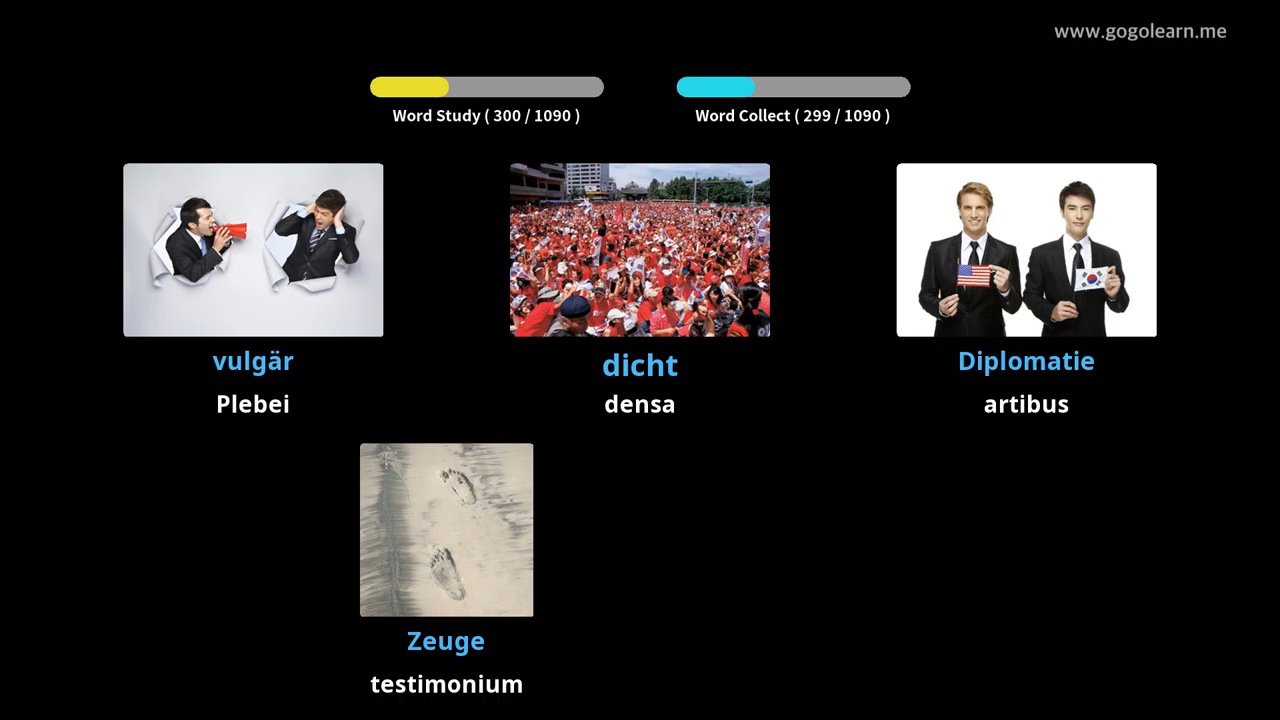 www.gogolearn.me
Word Study ( 300 / 1090 )
Word Collect ( 299 / 1090 )
vulgär
dicht
Diplomatie
Plebei
densa
artibus
Zeuge
testimonium